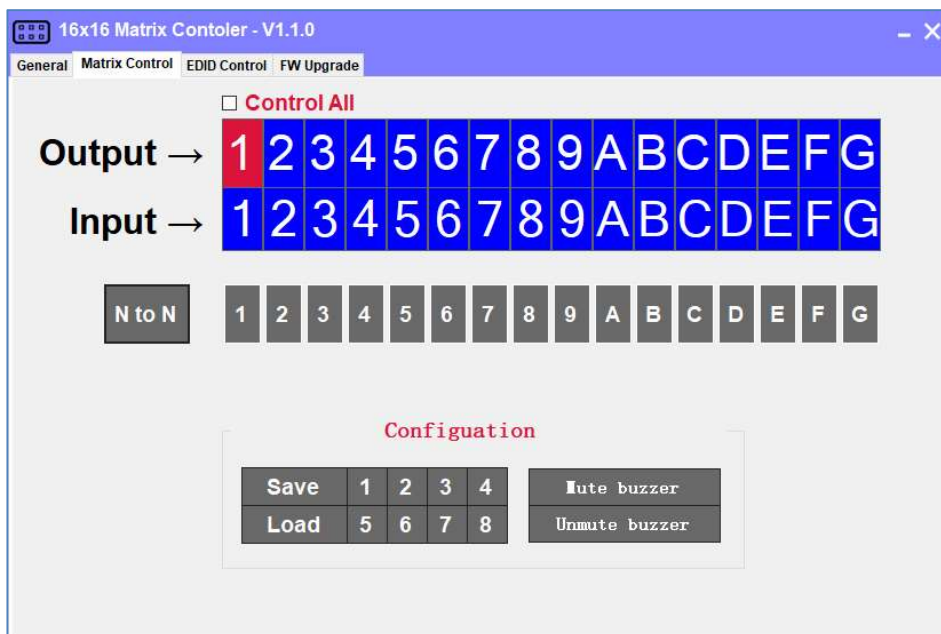 16x16 Matrix Contoler - V1.1.0
General Matrix Control EDID Control FW Upgrade
Control All
Output → 1 2 3 4 5 6 7 8 9 A B C D E F G
Input → 1 2 3 4 5 6 7 8 9 A B C D E F G
N to N 1 2 3 4 5 6 7 8 9 A B C D E F G
Configuation
Save 1 2 3 4 Mute buzzer
Load 5 6 7 8 Unmute buzzer